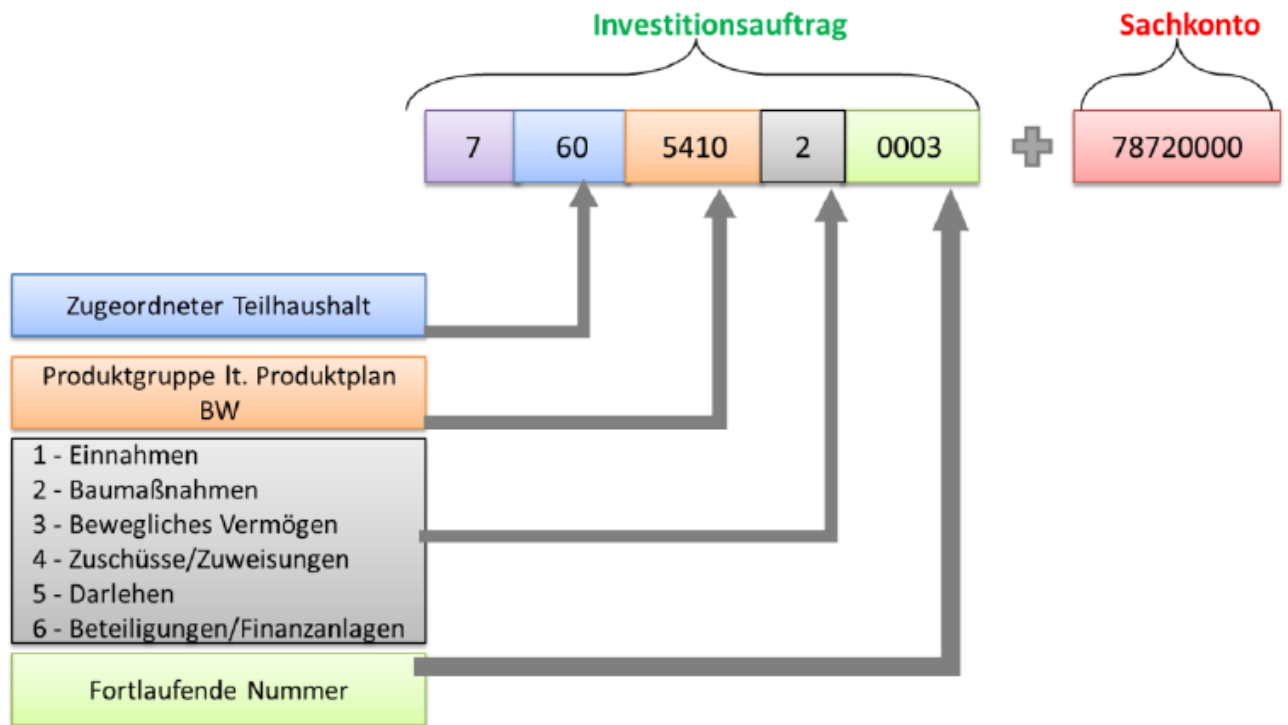 Investitionsauftrag
Sachkonto
7 60 5410 2 0003 78720000
Zugeordneter Teilhaushalt
Produktgruppe lt. Produktplan
BW
1 - Einnahmen
2 - Baumaßnahmen
3 - Bewegliches Vermögen
4 - Zuschüsse/Zuweisungen
5 - Darlehen
6 - Beteiligungen/Finanzanlagen
Fortlaufende Nummer